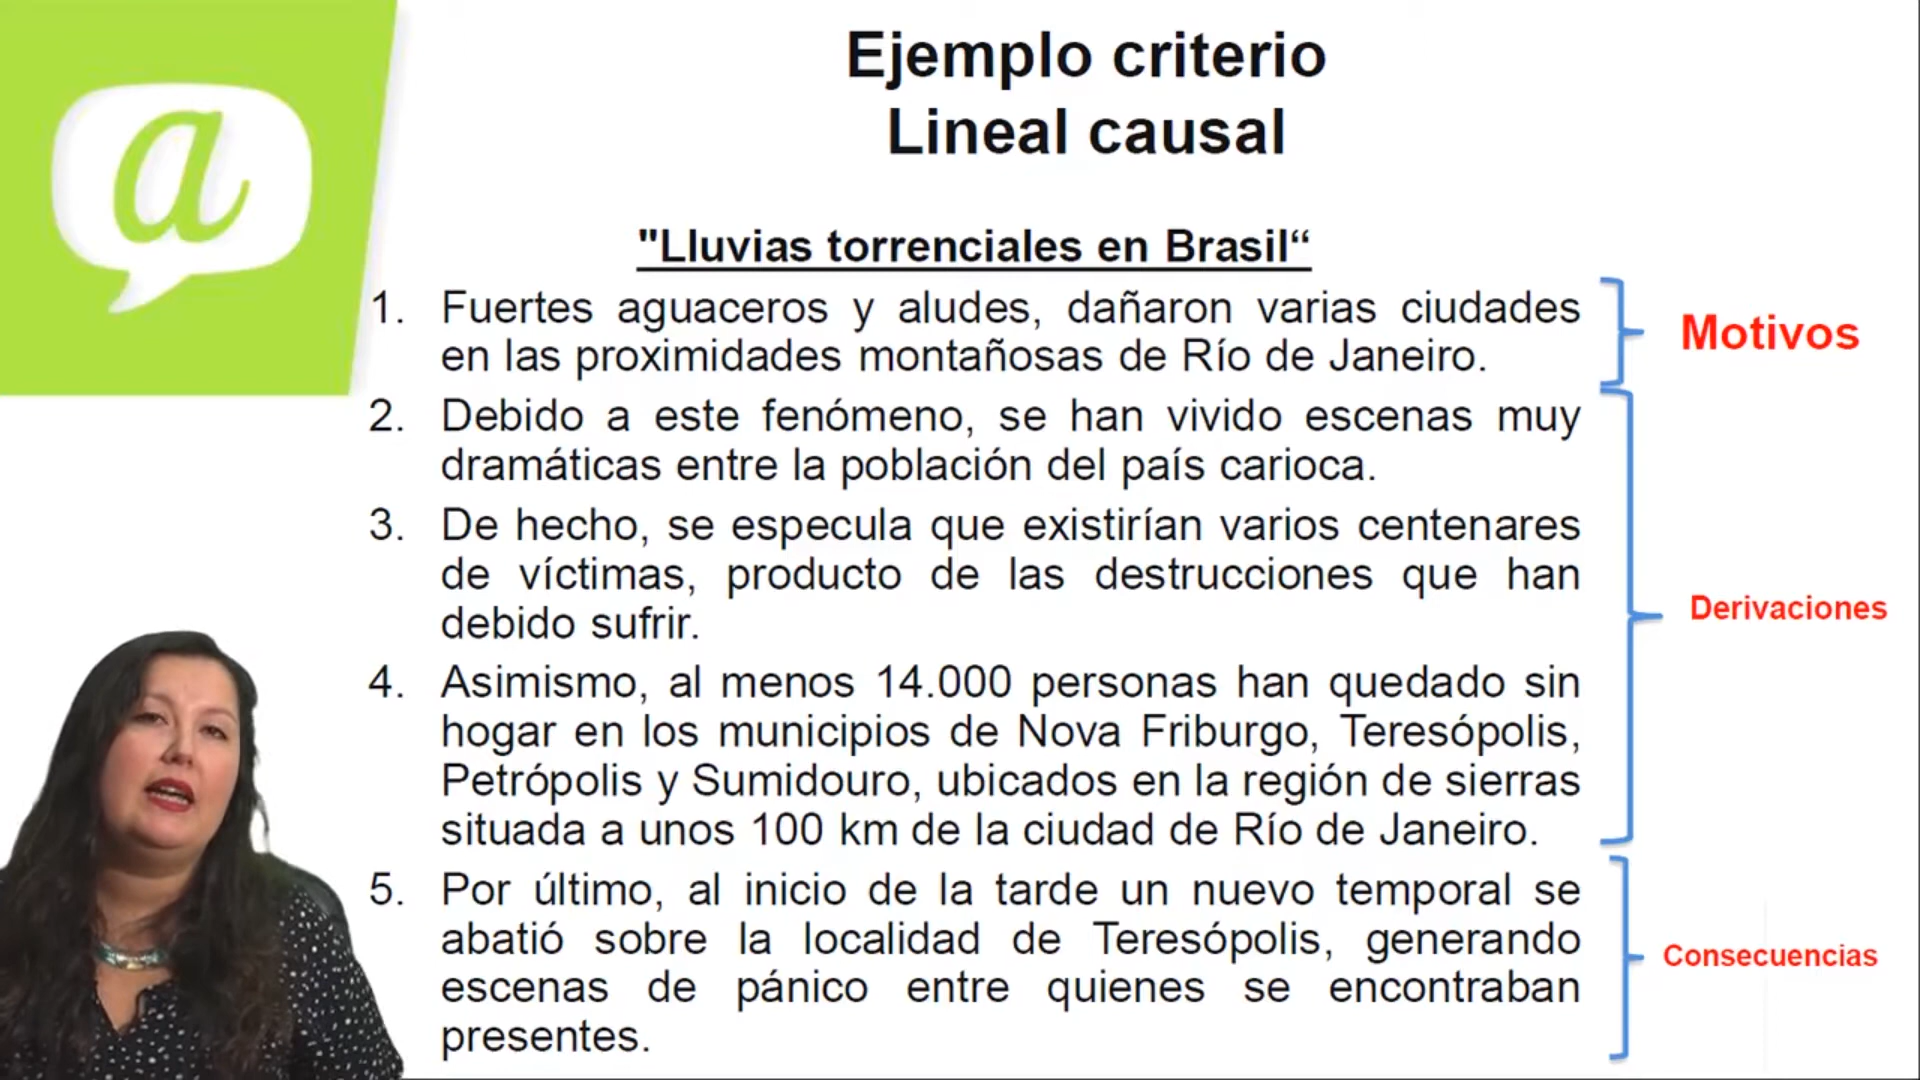 a
Ejemplo criterio
Lineal causal
"Lluvias torrenciales en Brasil“
1. Fuertes aguaceros y aludes, dañaron varias ciudades
en las proximidades montañosas de Río de Janeiro.
Motivos
2. Debido a este fenómeno, se han vivido escenas muy
dramáticas entre la población del país carioca.
3. De hecho, se especula que existirían varios centenares
de víctimas, producto de las destrucciones que han
debido sufrir.
Derivaciones
4. Asimismo, al menos 14.000 personas han quedado sin
hogar en los municipios de Nova Friburgo, Teresópolis,
Petrópolis y Sumidouro, ubicados en la región de sierras
situada a unos 100 km de la ciudad de Río de Janeiro.
5. Por último, al inicio de la tarde un nuevo temporal se
abatió sobre la localidad de Teresópolis, generando
escenas de pánico entre quienes se encontraban
presentes.
Consecuencias